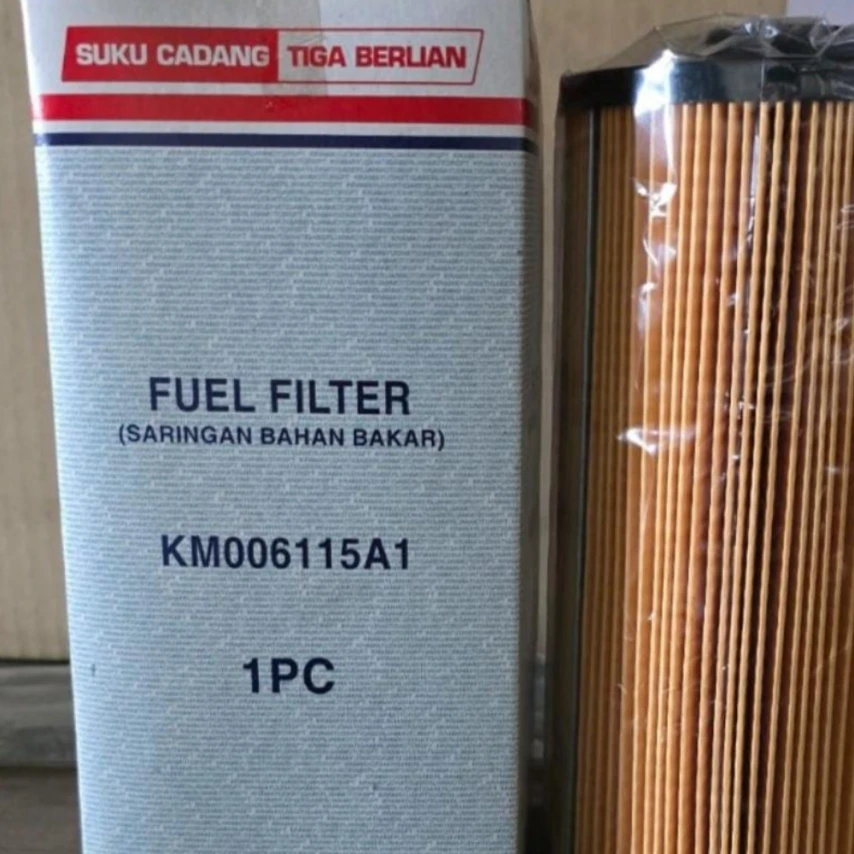 SUKU CADANG TIGA BERLIAN
FUEL FILTER
(SARINGAN BAHAN BAKAR)
KM006115A1
1PC